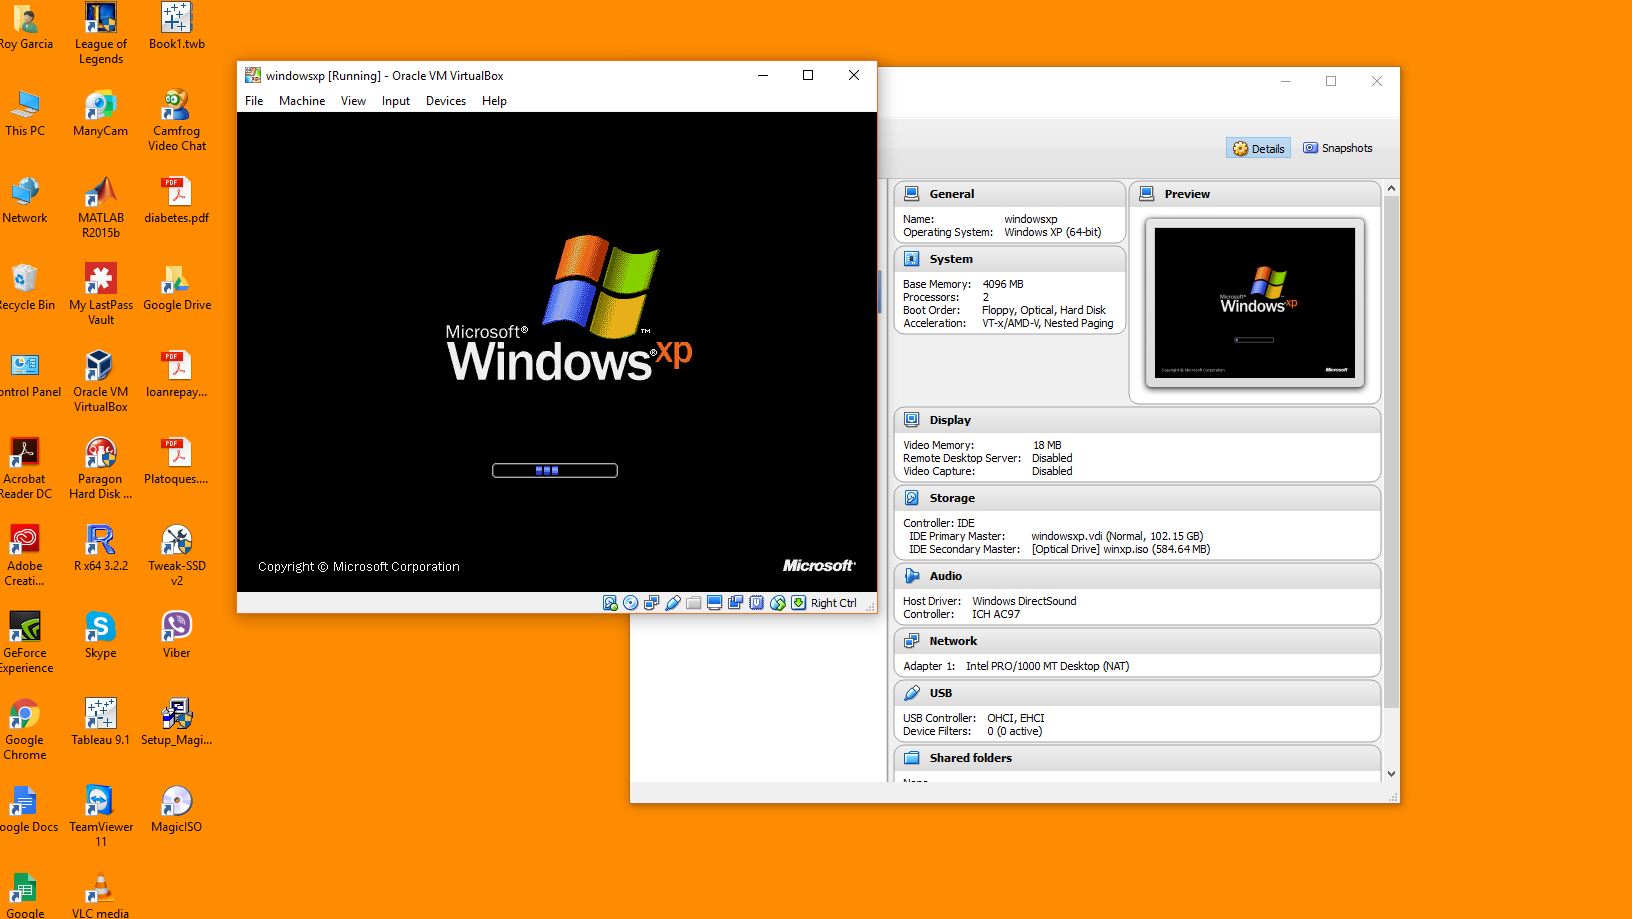 Roy Garcia
League of
Legends
Book1.twb
This PC
ManyCam
Camfrog
Video Chat
Network
MATLAB
R2015b
diabetes.pdf
Recycle Bin
My LastPass
Vault
Google Drive
ontrol Panel
Oracle VM
VirtualBox
loanrepay...
Acrobat
Reader DC
Paragon
Hard Disk ...
Platoques....
Adobe
Creati...
R x64 3.2.2
Tweak-SSD
v2
GeForce
Experience
Skype
Viber
Google
Chrome
Tableau 9.1
Setup_Magi...
oogle Docs
TeamViewer
11
MagicISO
Google
VLC media
windowsxp [Running] - Oracle VM VirtualBox
File Machine View Input Devices Help
Microsoft®
Windows®xp
™
Copyright © Microsoft Corporation
Microsoft®
Right Ctrl
Details Snapshots
General
Name: windowsxp
Operating System: Windows XP (64-bit)
System
Base Memory: 4096 MB
Processors: 2
Boot Order: Floppy, Optical, Hard Disk
Acceleration: VT-x/AMD-V, Nested Paging
Preview
Microsoft®
Windows xp
Copyright © Microsoft Corporation
Microsoft
Display
Video Memory: 18 MB
Remote Desktop Server: Disabled
Video Capture: Disabled
Storage
Controller: IDE
IDE Primary Master: windowsxp.vdi (Normal, 102.15 GB)
IDE Secondary Master: [Optical Drive] winxp.iso (584.64 MB)
Audio
Host Driver: Windows DirectSound
Controller: ICH AC97
Network
Adapter 1: Intel PRO/1000 MT Desktop (NAT)
USB
USB Controller: OHCI, EHCI
Device Filters: 0 (0 active)
Shared folders